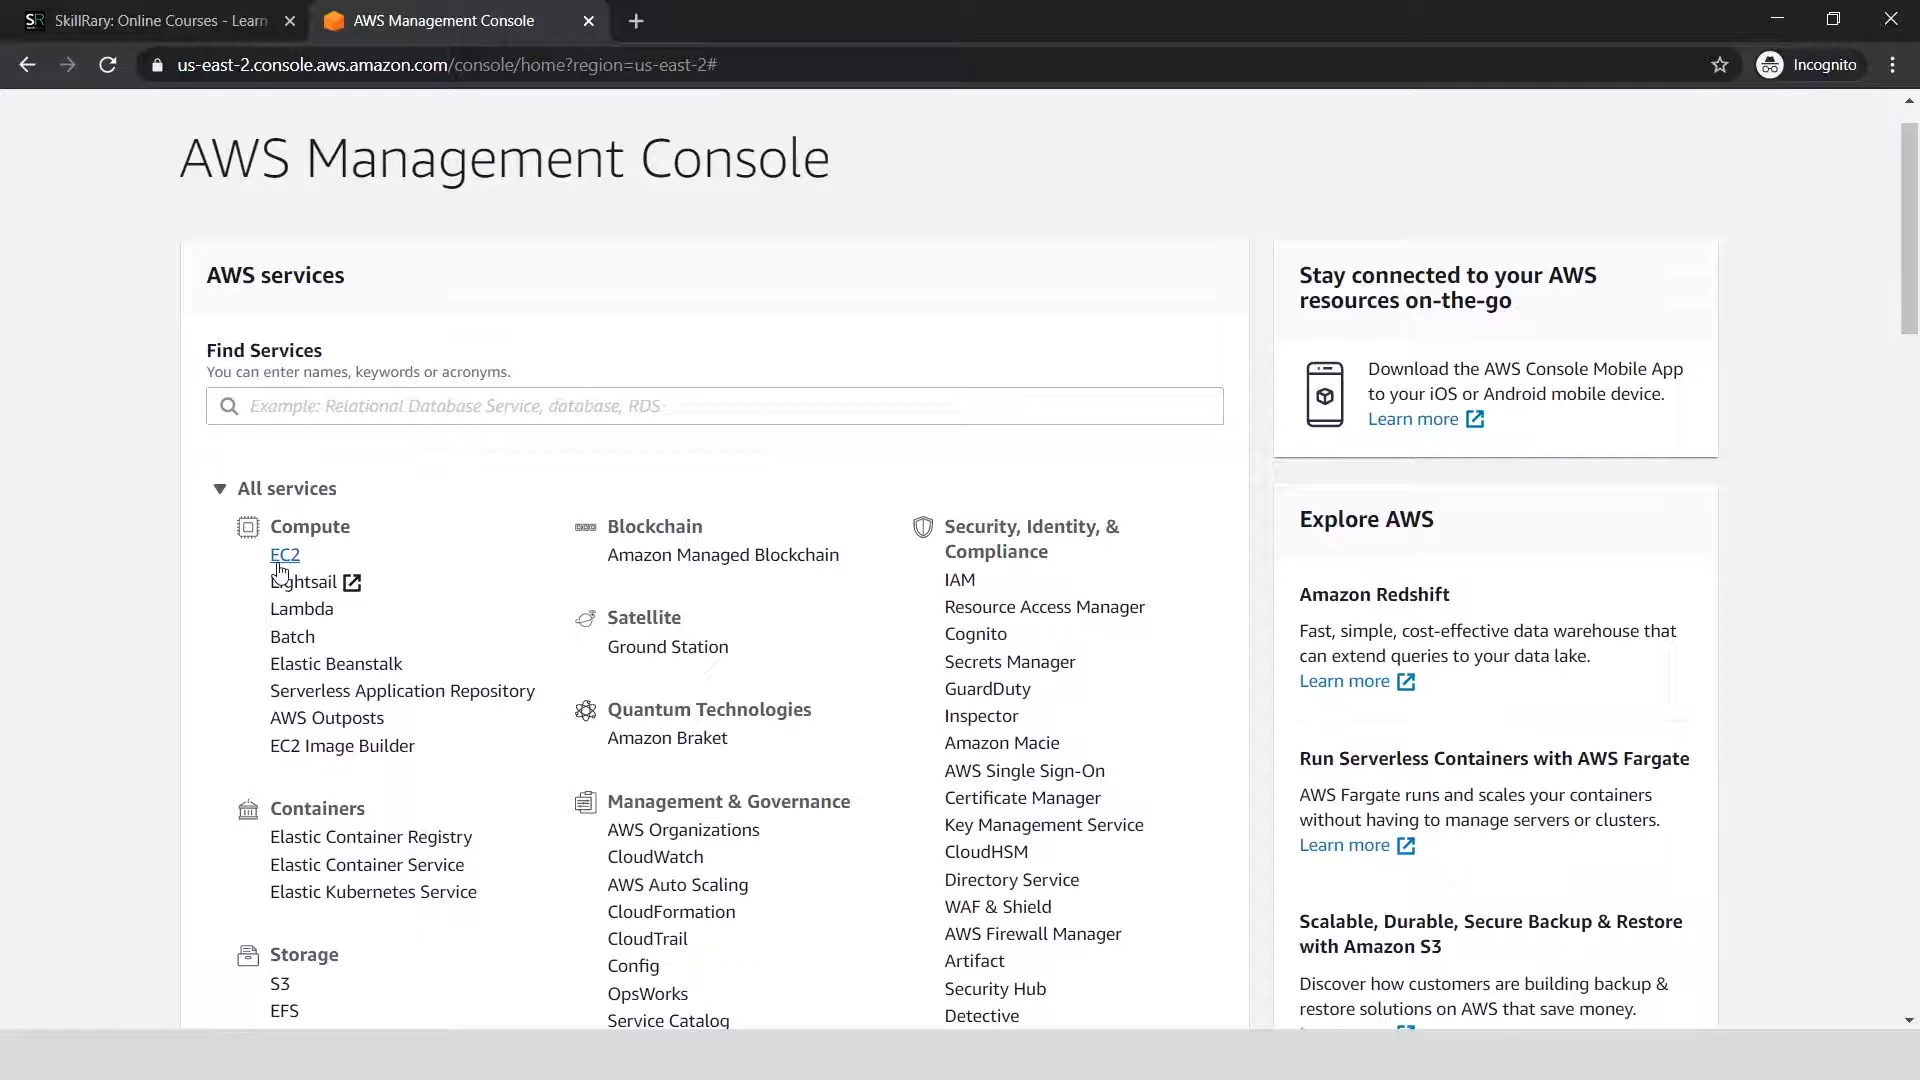 SR SkillRary: Online Courses - Learn
AWS Management Console
us-east-2.console.aws.amazon.com/console/home?region=us-east-2#
Incognito
AWS Management Console
AWS services
Find Services
You can enter names, keywords or acronyms.
Example: Relational Database Service, database, RDS
All services
Compute
EC2
Lightsail
Lambda
Batch
Elastic Beanstalk
Serverless Application Repository
AWS Outposts
EC2 Image Builder
Containers
Elastic Container Registry
Elastic Container Service
Elastic Kubernetes Service
Storage
S3
EFS
Blockchain
Amazon Managed Blockchain
Satellite
Ground Station
Quantum Technologies
Amazon Braket
Management & Governance
AWS Organizations
CloudWatch
AWS Auto Scaling
CloudFormation
CloudTrail
Config
OpsWorks
Service Catalog
Security, Identity, &
Compliance
IAM
Resource Access Manager
Cognito
Secrets Manager
GuardDuty
Inspector
Amazon Macie
AWS Single Sign-On
Certificate Manager
Key Management Service
CloudHSM
Directory Service
WAF & Shield
AWS Firewall Manager
Artifact
Security Hub
Detective
Stay connected to your AWS
resources on-the-go
Download the AWS Console Mobile App
to your iOS or Android mobile device.
Learn more
Explore AWS
Amazon Redshift
Fast, simple, cost-effective data warehouse that
can extend queries to your data lake.
Learn more
Run Serverless Containers with AWS Fargate
AWS Fargate runs and scales your containers
without having to manage servers or clusters.
Learn more
Scalable, Durable, Secure Backup & Restore
with Amazon S3
Discover how customers are building backup &
restore solutions on AWS that save money.